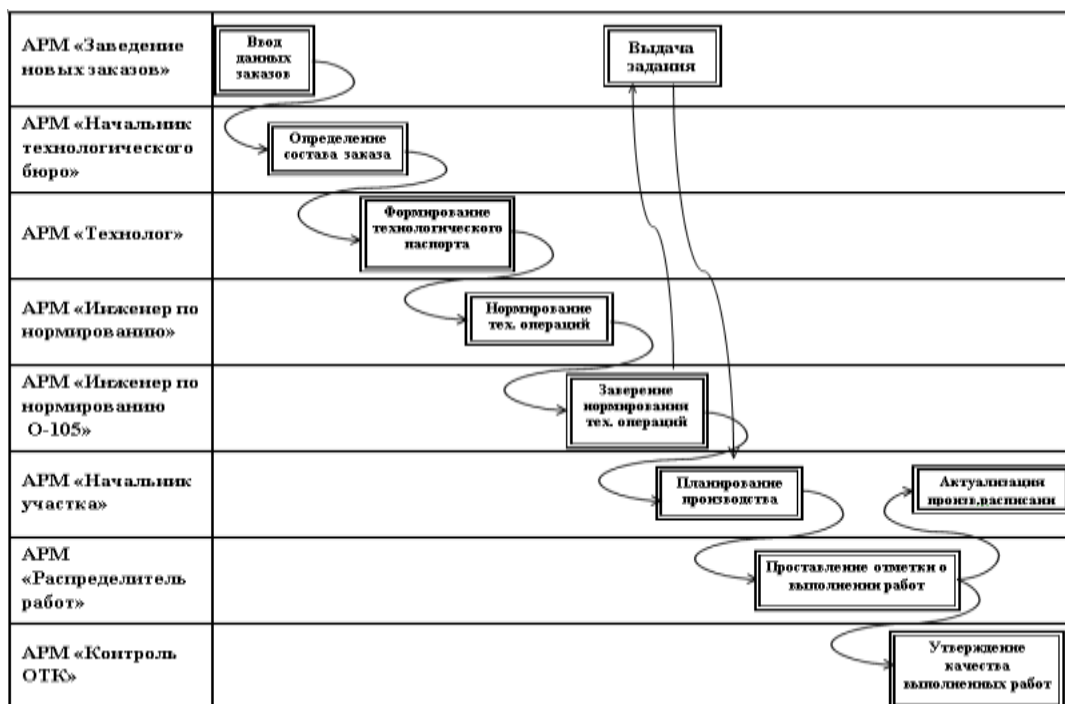 АРМ «Заведение
новых заказов»
Ввод
данных
заказов
Выдача
задания
АРМ «Начальник
технологического
бюро»
Определение
состава заказа
АРМ «Технолог»
Формирование
технологического
паспорта
АРМ «Инженер по
нормированию»
Нормирование
тех. операций
АРМ «Инженер по
нормированию
О-105»
Заверение
нормирования
тех. операций
АРМ «Начальник
участка»
Планирование
производства
Актуализация
произв.расписани
АРМ
«Распределитель
работ»
Проставление отметки о
выполнении работ
АРМ «Контроль
ОТК»
Утверждение
качества
выполненных работ